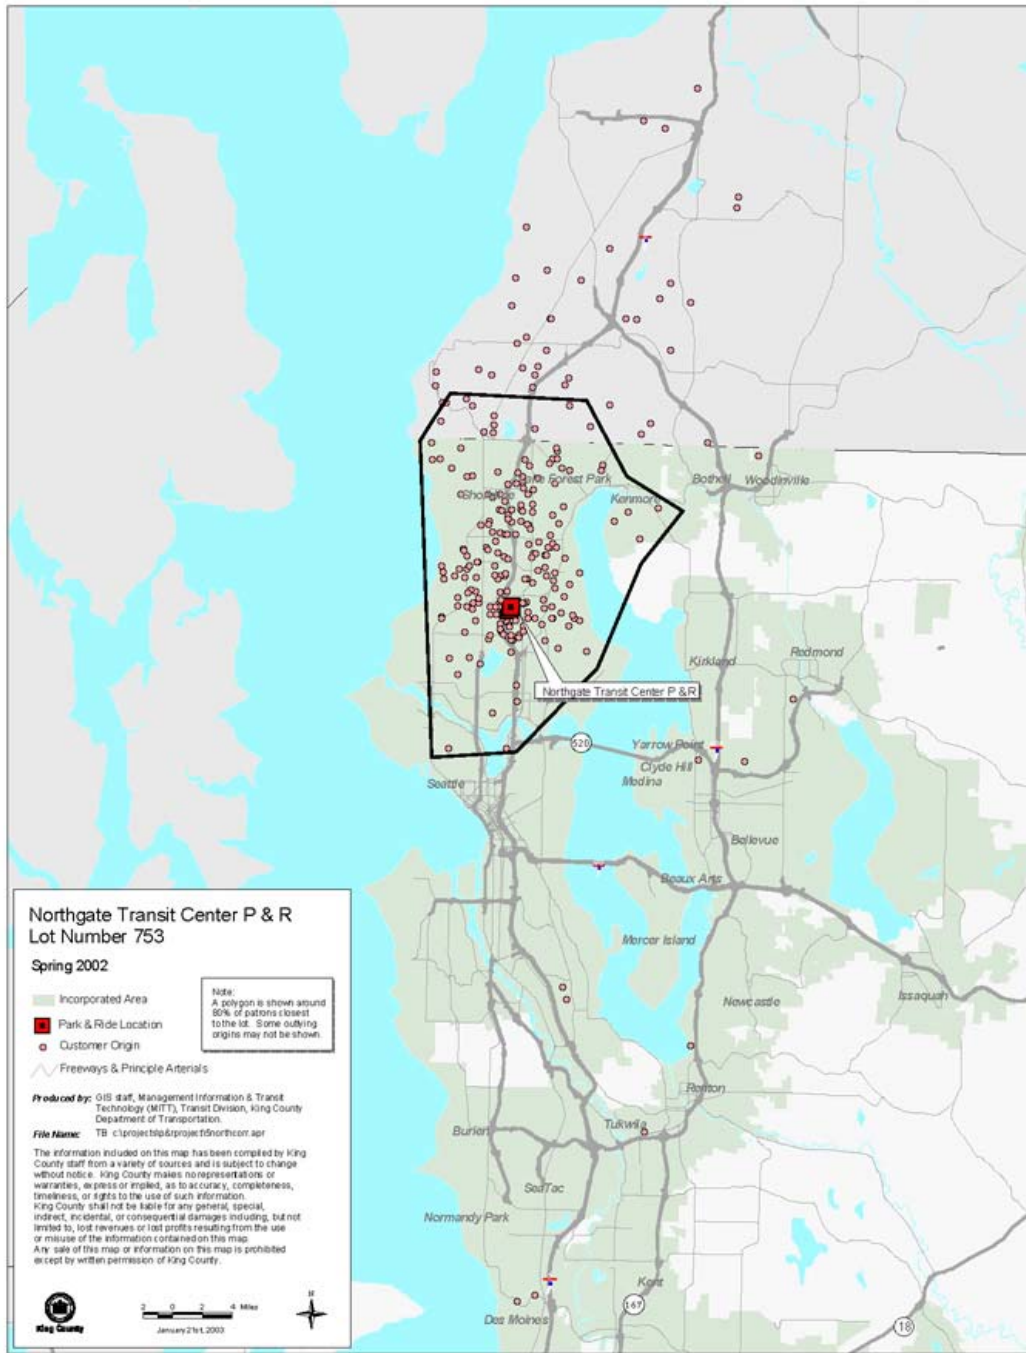 Lake Forest Park
Shoreline
Kenmore
Bothell
Woodinville
Kirkland
Redmond
Northgate Transit Center P & R
520
Yarrow Point
Clyde Hill
Medina
Seattle
Bellevue
Beaux Arts
Mercer Island
Newcastle
Issaquah
Renton
Tukwila
Burien
SeaTac
Normandy Park
Kent
Des Moines
167
18
Northgate Transit Center P & R
Lot Number 753
Spring 2002
Incorporated Area
Park & Ride Location
Customer Origin
Freeways & Principle Arterials
Note:
A polygon is shown around
80% of patrons closest
to the lot. Some outlying
origins may not be shown.
Produced by: GIS staff, Management Information & Transit
Technology (MITT), Transit Division, King County
Department of Transportation.
File Name:
The information included on this map has been compiled by King
County staff from a variety of sources and is subject to change
without notice. King County makes no representations or
warranties, express or implied, as to accuracy, completeness,
timeliness, or rights to the use of such information.
King County shall not be liable for any general, special,
indirect, incidental, or consequential damages including, but not
limited to, lost revenues or lost profits resulting from the use
or misuse of the information contained on this map.
Any sale of this map or information on this map is prohibited
except by written permission of King County.
King County
2 0 2 4 Miles
January 21st, 2003
N